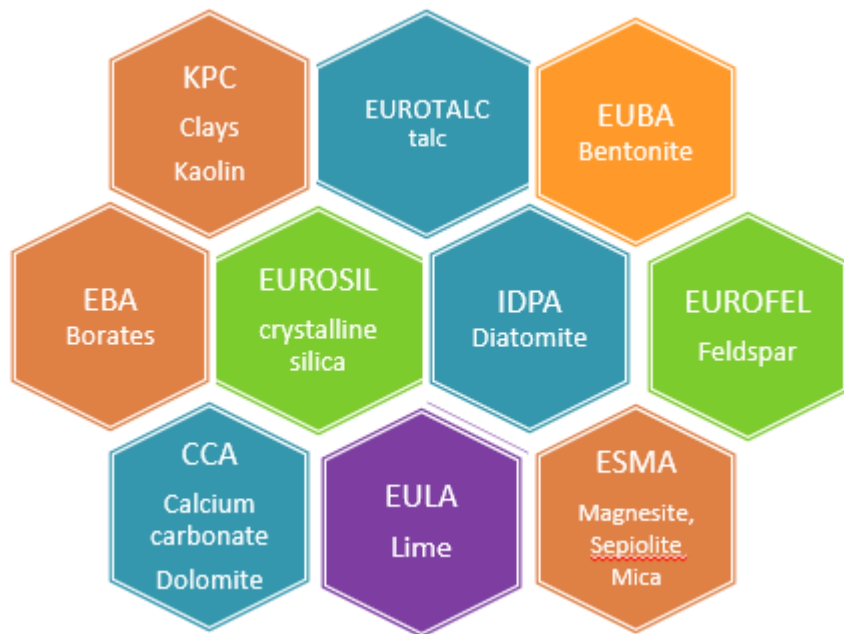 KPC
Clays
Kaolin
EUROTALC
talc
EUBA
Bentonite
EBA
Borates
EUROSIL
crystalline
silica
IDPA
Diatomite
EUROFEL
Feldspar
CCA
Calcium
carbonate
Dolomite
EULA
Lime
ESMA
Magnesite,
Sepiolite
Mica